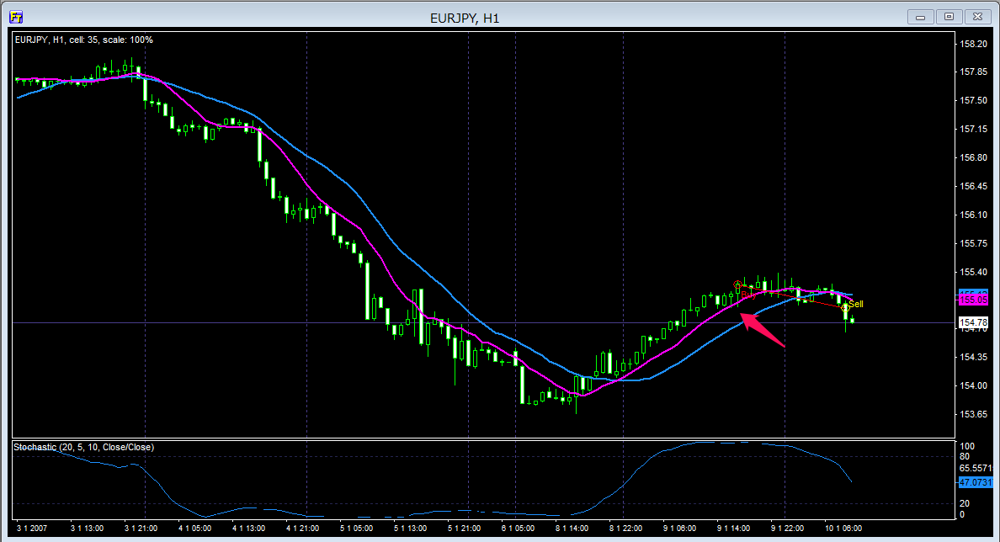 FT
EURJPY, H1
EURJPY, H1, cell: 35, scale: 100%
158.20
157.85
157.50
157.15
156.80
156.45
156.10
155.75
155.40
155.05
154.78
154.70
154.35
154.00
153.65
Buy
Sell
Stochastic (20, 5, 10, Close/Close)
100
80
65.5571
47.0731
20
0
3 1 2007
3 1 13:00
3 1 21:00
4 1 05:00
4 1 13:00
4 1 21:00
5 1 05:00
5 1 13:00
5 1 21:00
6 1 05:00
8 1 14:00
8 1 22:00
9 1 06:00
9 1 14:00
9 1 22:00
10 1 06:00